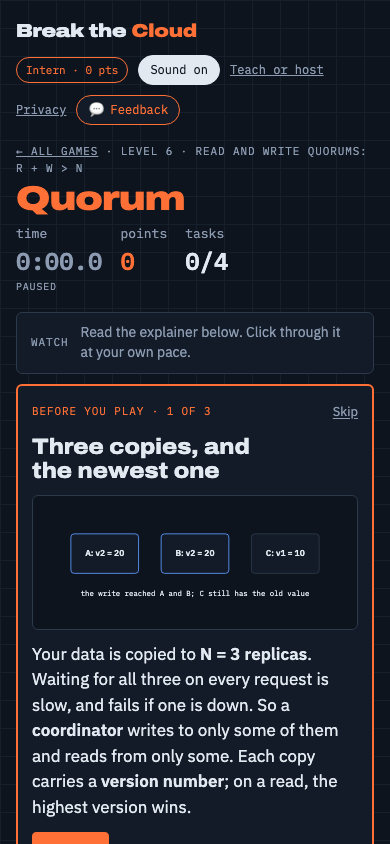 Break the Cloud
Intern · 0 pts
Sound on
Teach or host
Privacy
💬 Feedback
← ALL GAMES · LEVEL 6 · READ AND WRITE QUORUMS:
R + W > N
Quorum
time
points
tasks
0:00.0
0
0/4
PAUSED
WATCH
Read the explainer below. Click through it
at your own pace.
BEFORE YOU PLAY · 1 OF 3
Skip
Three copies, and
the newest one
A: v2 = 20
B: v2 = 20
C: v1 = 10
the write reached A and B; C still has the old value
Your data is copied to N = 3 replicas.
Waiting for all three on every request is
slow, and fails if one is down. So a
coordinator writes to only some of them
and reads from only some. Each copy
carries a version number; on a read, the
highest version wins.